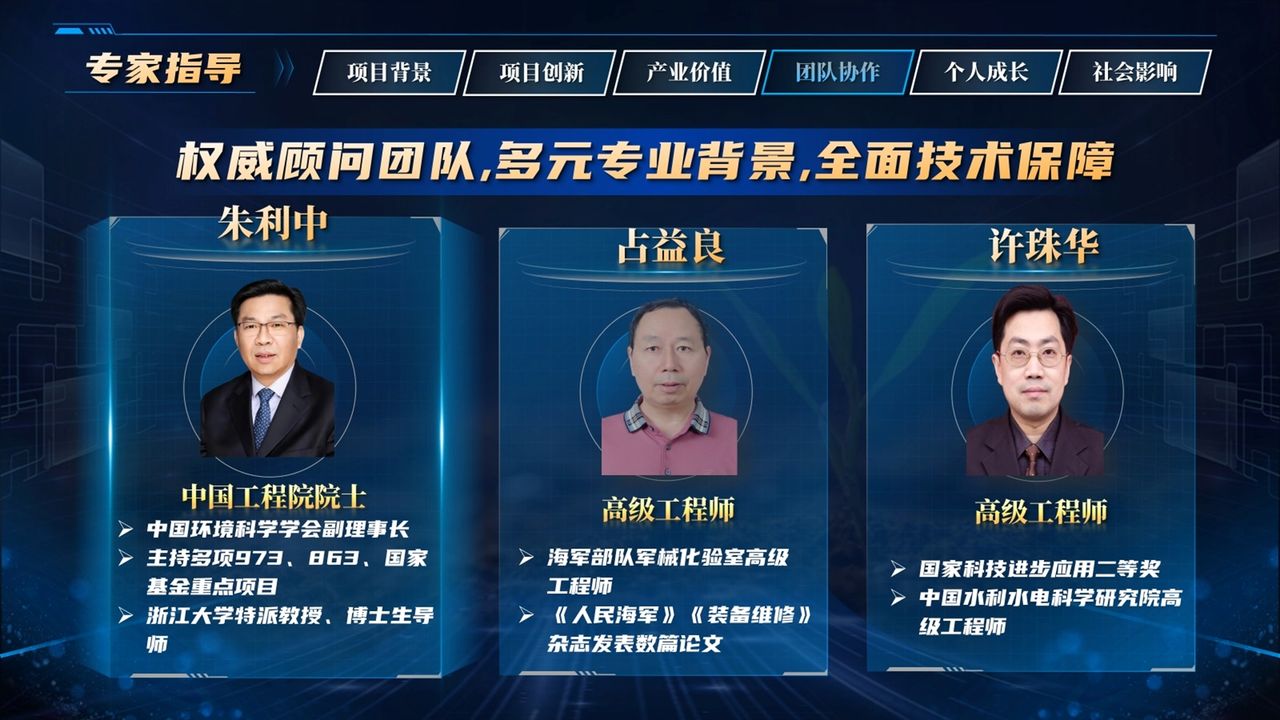 专家指导
项目背景
项目创新
产业价值
团队协作
个人成长
社会影响
权威顾问团队,多元专业背景,全面技术保障
朱利中
中国工程院院士
中国环境科学学会副理事长
主持多项973、863、国家
基金重点项目
浙江大学特派教授、博士生导
师
占益良
高级工程师
海军部队军械化验室高级
工程师
《人民海军》《装备维修》
杂志发表数篇论文
许珠华
高级工程师
国家科技进步应用二等奖
中国水利水电科学研究院高
级工程师